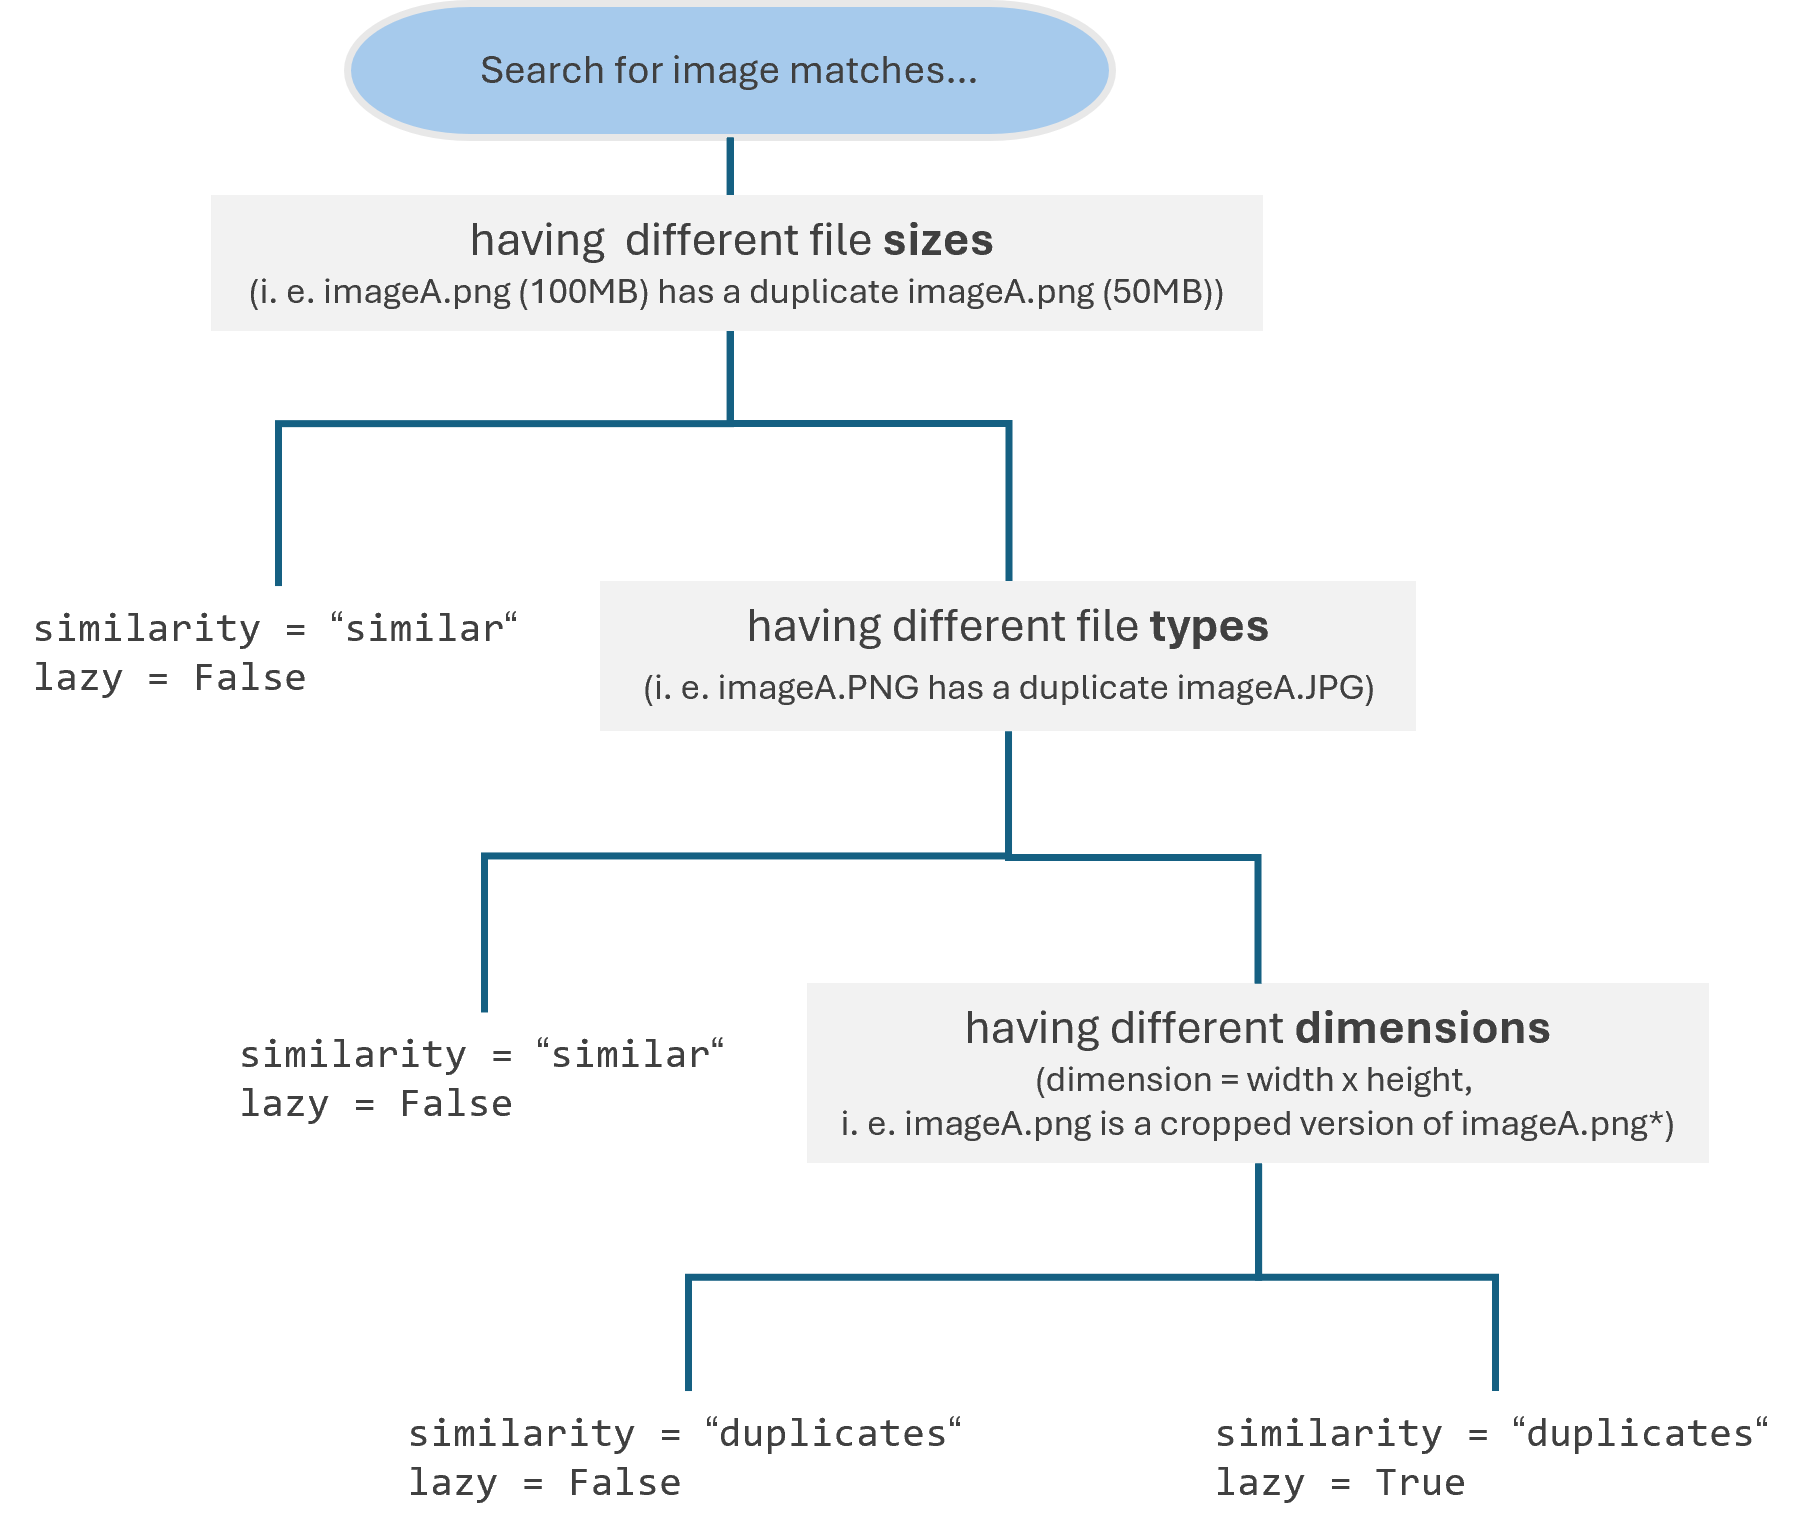 Search for image matches...
having  different file sizes
(i. e. imageA.png (100MB) has a duplicate imageA.png (50MB))
similarity = “similar“
lazy = False
having different file types
(i. e. imageA.PNG has a duplicate imageA.JPG)
similarity = “similar“
lazy = False
having different dimensions
(dimension = width x height,
i. e. imageA.png is a cropped version of imageA.png*)
similarity = “duplicates“
lazy = False
similarity = “duplicates“
lazy = True